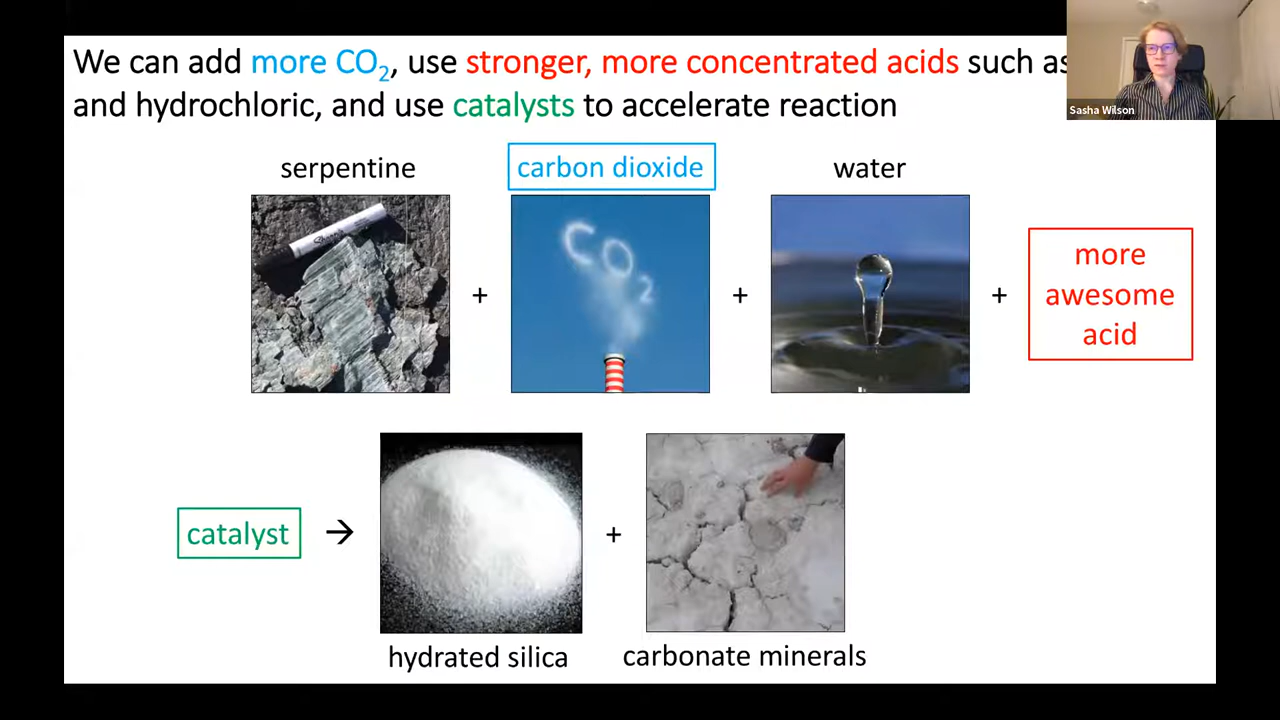 We can add more CO₂, use stronger, more concentrated acids such as
and hydrochloric, and use catalysts to accelerate reaction
Sasha Wilson
serpentine
carbon dioxide
water
Sharpie
CO2
+
+
+
more
awesome
acid
catalyst
→
+
hydrated silica
carbonate minerals